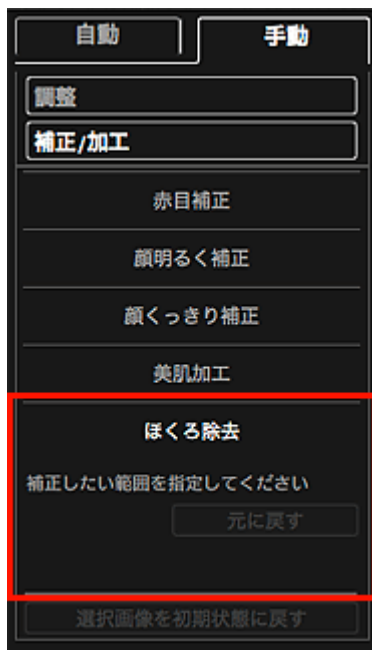 自動
手動
調整
補正/加工
赤目補正
顔明るく補正
顔くっきり補正
美肌加工
ほくろ除去
補正したい範囲を指定してください
元に戻す
選択画像を初期状態に戻す